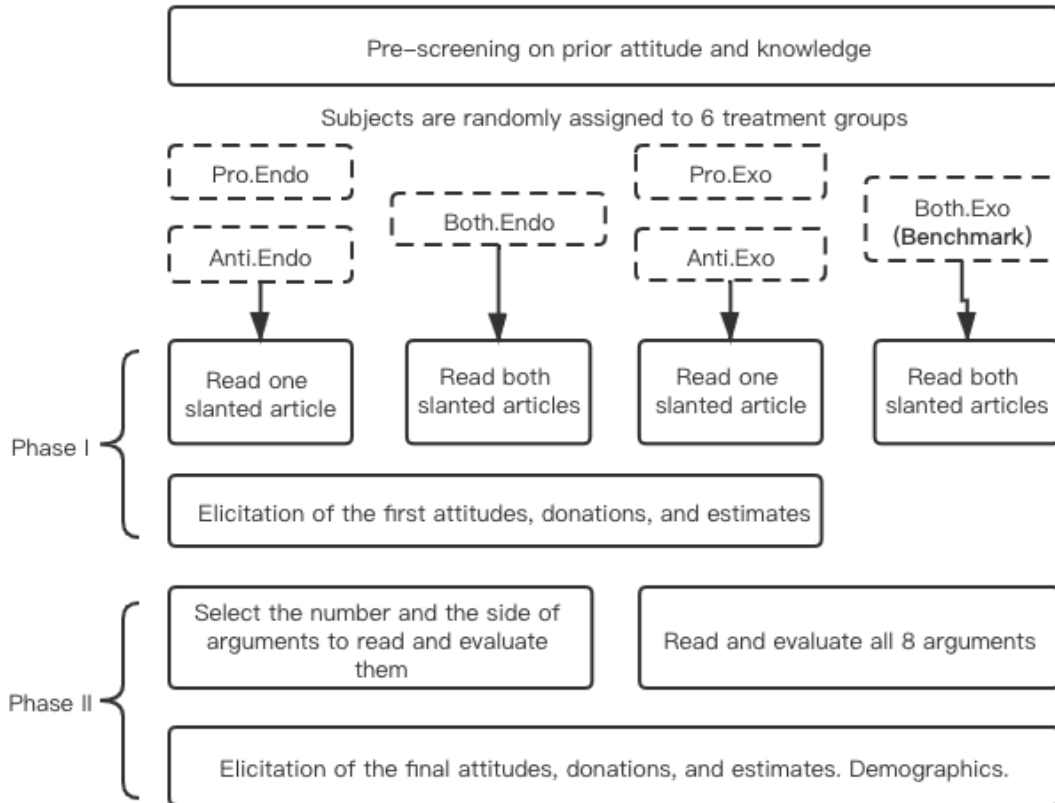 Pre-screening on prior attitude and knowledge
Subjects are randomly assigned to 6 treatment groups
Pro.Endo
Anti.Endo
Both.Endo
Pro.Exo
Anti.Exo
Both.Exo
(Benchmark)
Phase I
Read one
slanted article
Read both
slanted articles
Read one
slanted article
Read both
slanted articles
Elicitation of the first attitudes, donations, and estimates
Phase II
Select the number and the side of
arguments to read and evaluate
them
Read and evaluate all 8 arguments
Elicitation of the final attitudes, donations, and estimates. Demographics.